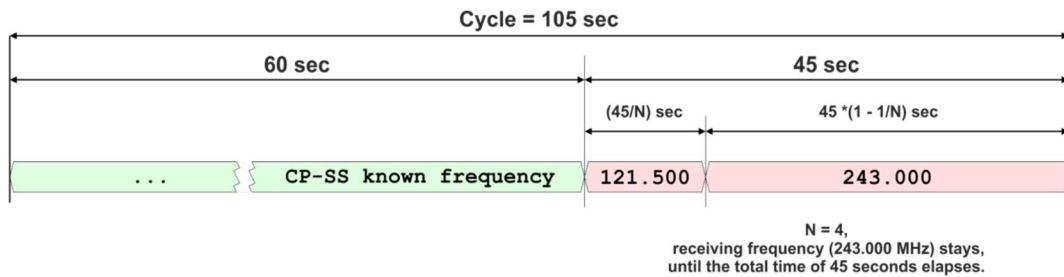 Cycle = 105 sec
60 sec
45 sec
(45/N) sec
45 *(1 - 1/N) sec
...
CP-SS known frequency
121.500
243.000
N = 4,
receiving frequency (243.000 MHz) stays,
until the total time of 45 seconds elapses.